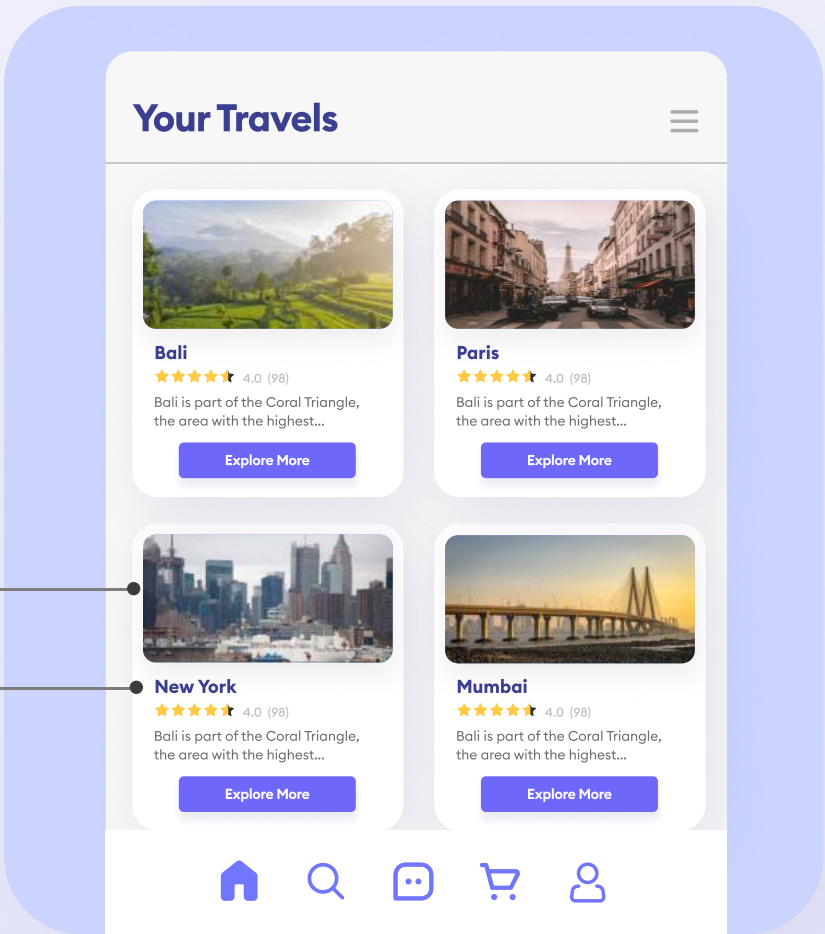 Your Travels
Bali
4.0 (98)
Bali is part of the Coral Triangle,
the area with the highest...
Explore More
Paris
4.0 (98)
Bali is part of the Coral Triangle,
the area with the highest...
Explore More
New York
4.0 (98)
Bali is part of the Coral Triangle,
the area with the highest...
Explore More
Mumbai
4.0 (98)
Bali is part of the Coral Triangle,
the area with the highest...
Explore More